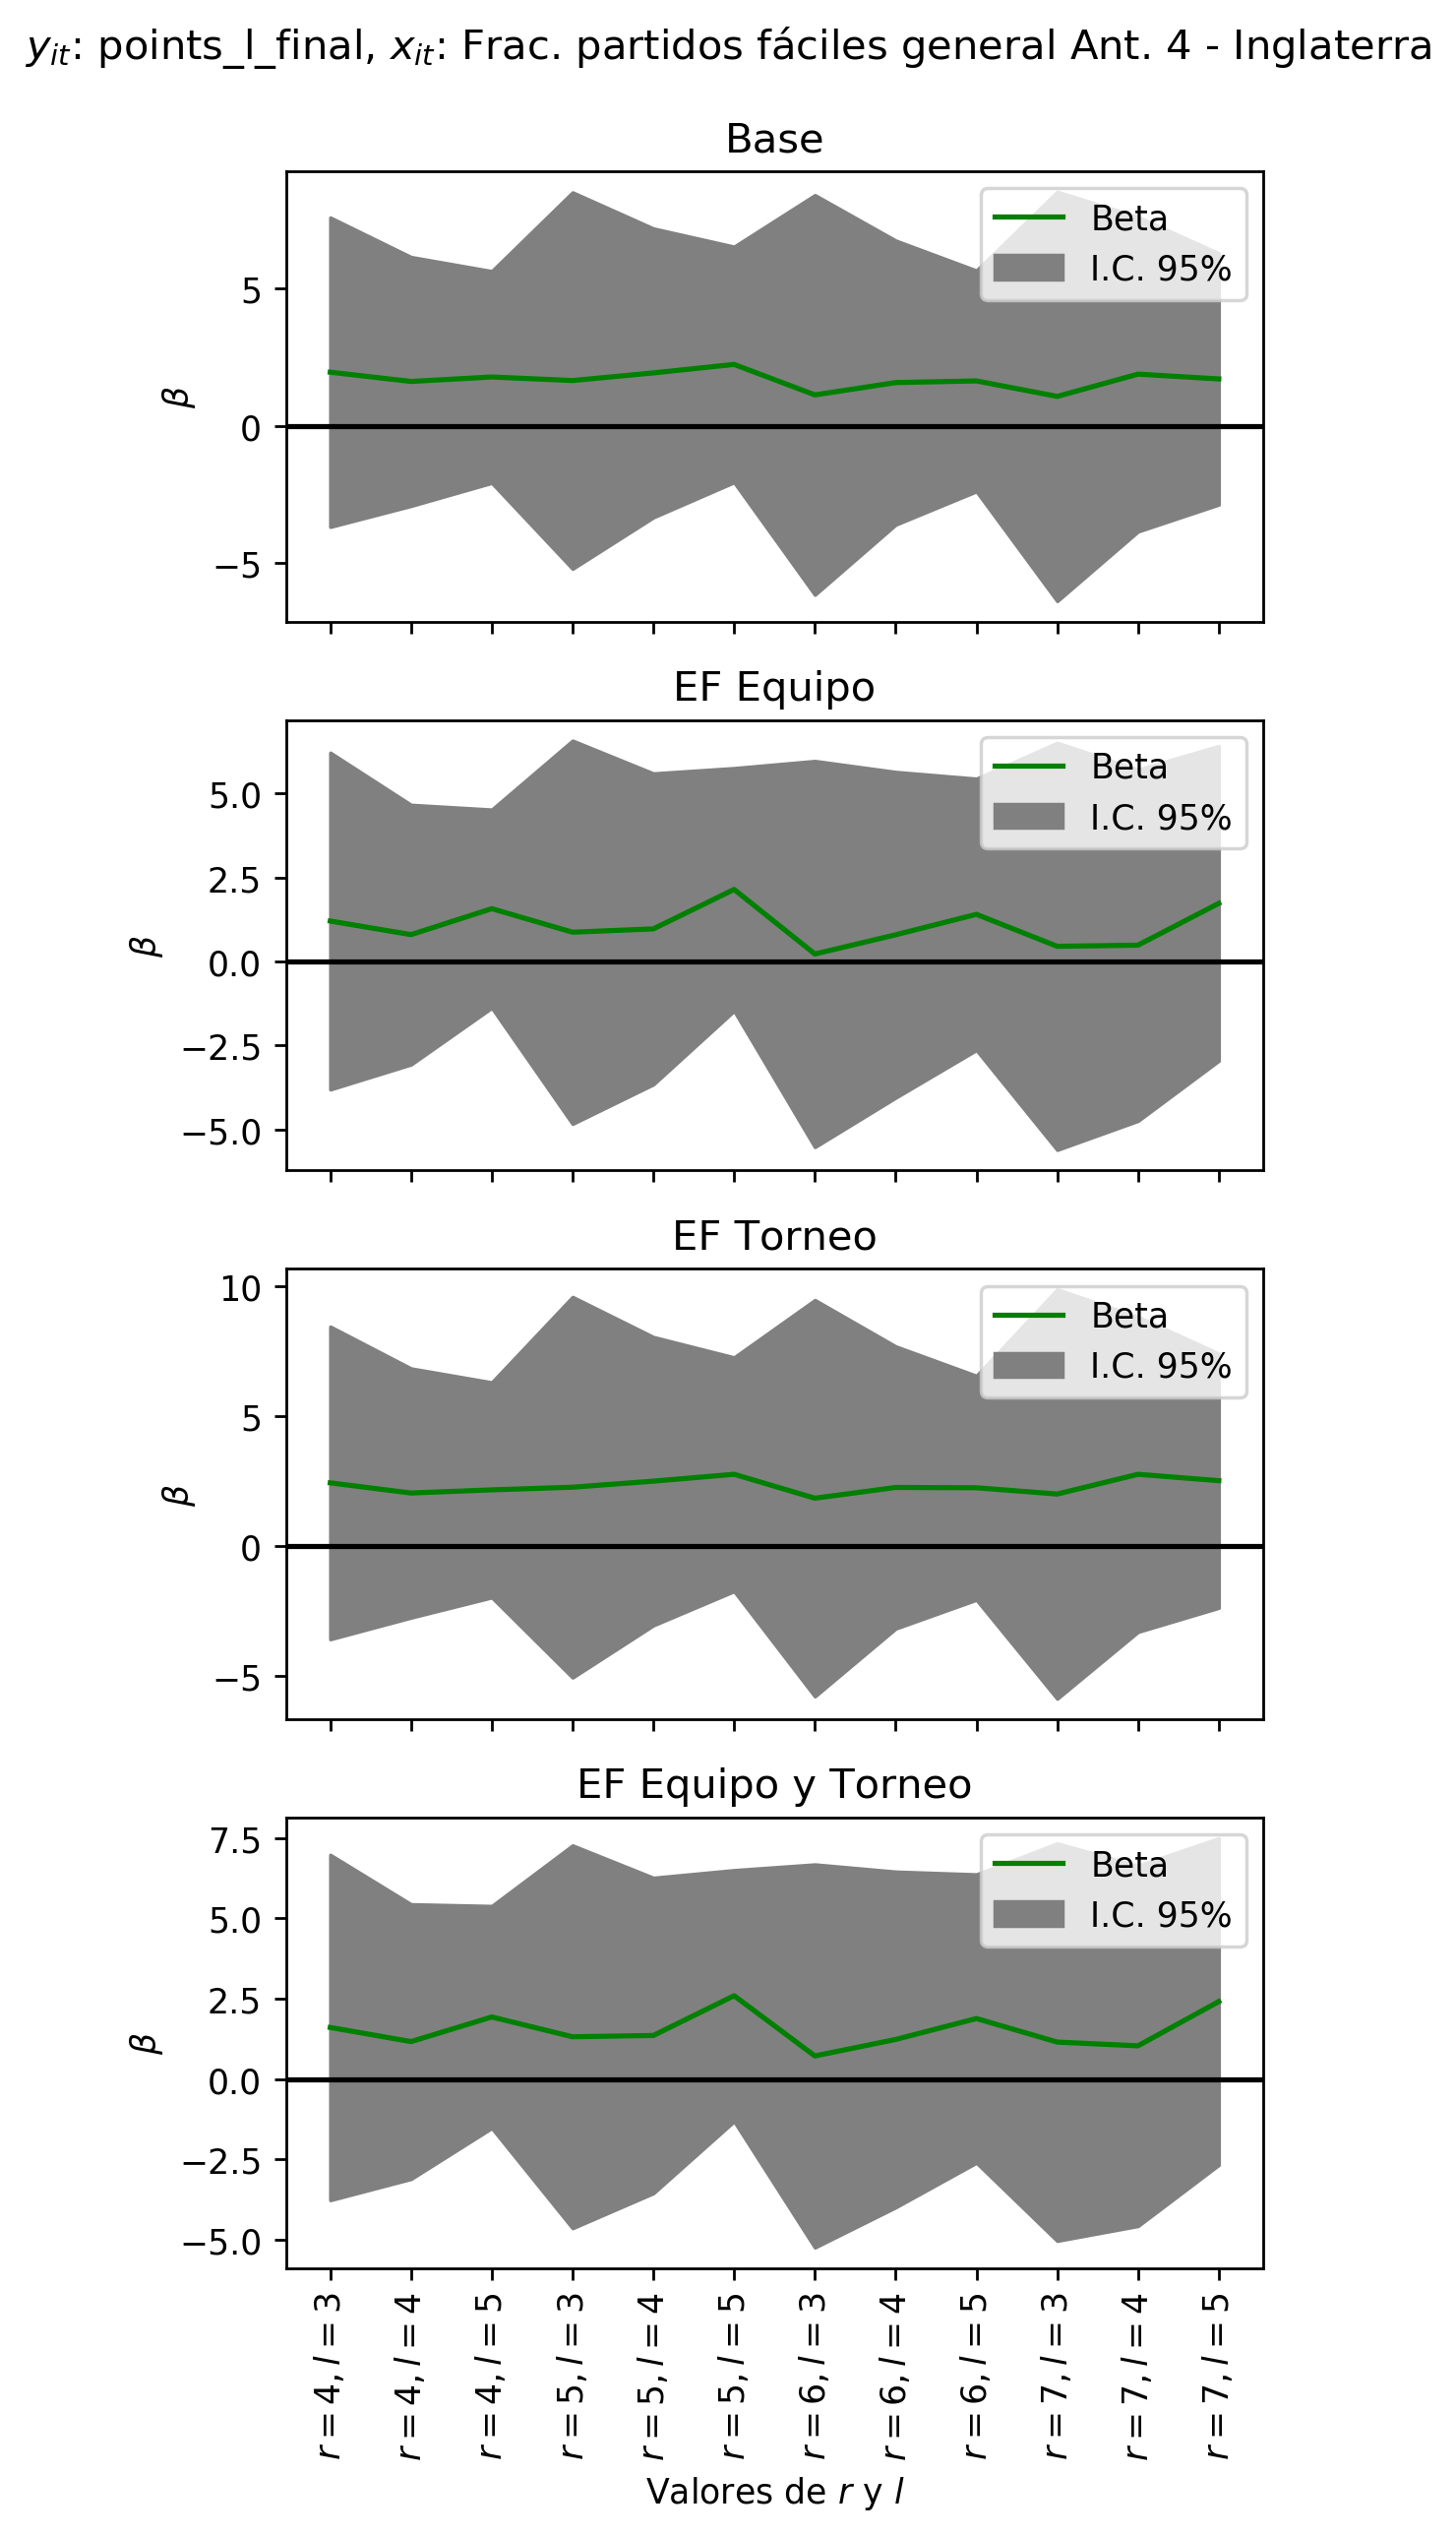 y_it: points_l_final, x_it: Frac. partidos fáciles general Ant. 4 - Inglaterra
Base
Beta
I.C. 95%
5
0
−5
β
EF Equipo
Beta
I.C. 95%
5.0
2.5
0.0
−2.5
−5.0
β
EF Torneo
Beta
I.C. 95%
10
5
0
−5
β
EF Equipo y Torneo
Beta
I.C. 95%
7.5
5.0
2.5
0.0
−2.5
−5.0
β
r = 4, l = 3
r = 4, l = 4
r = 4, l = 5
r = 5, l = 3
r = 5, l = 4
r = 5, l = 5
r = 6, l = 3
r = 6, l = 4
r = 6, l = 5
r = 7, l = 3
r = 7, l = 4
r = 7, l = 5
Valores de r y l